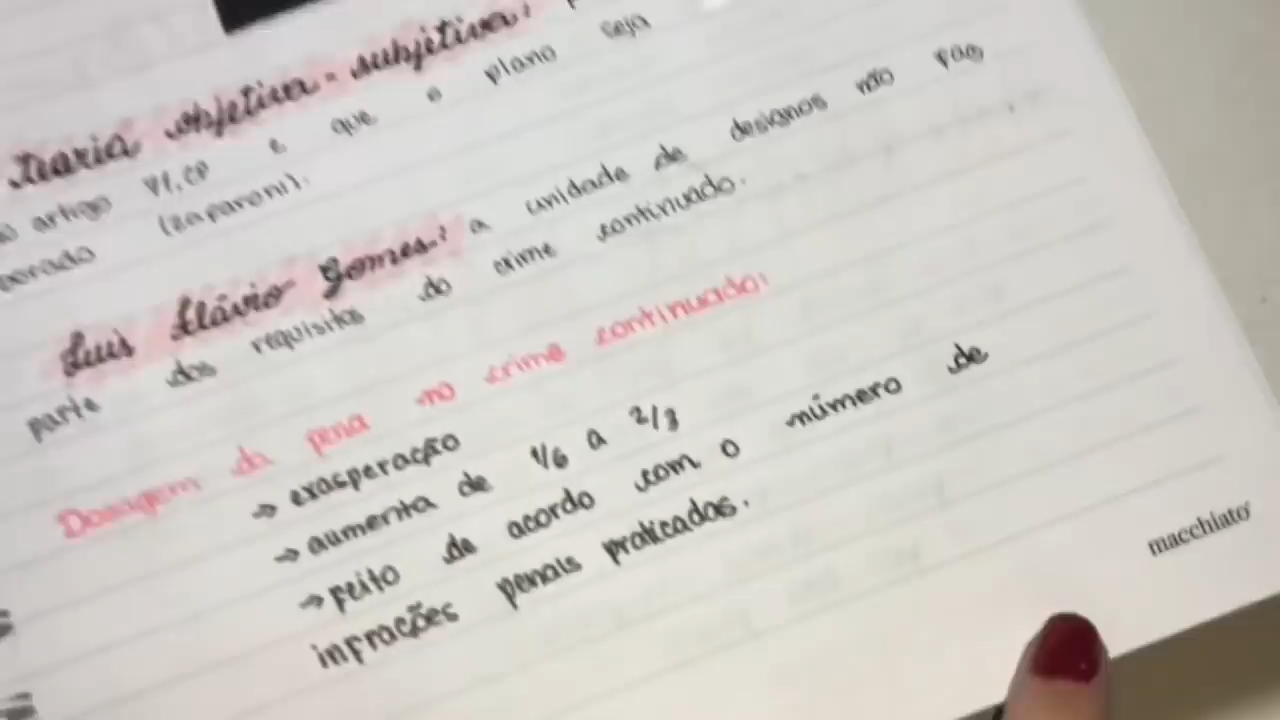 Teoria objetiva-subjetiva:
artigo 71, CP e que o plano seja
(zaparoni).
Luis Flávio Gomes: a unidade de designos não faz
parte dos requisitos do crime continuado.
Dosagem da pena no crime continuado:
→ exasperação
→ aumenta de 1/6 a 2/3
→ feito de acordo com o número de
infrações penais praticadas.
macchiato